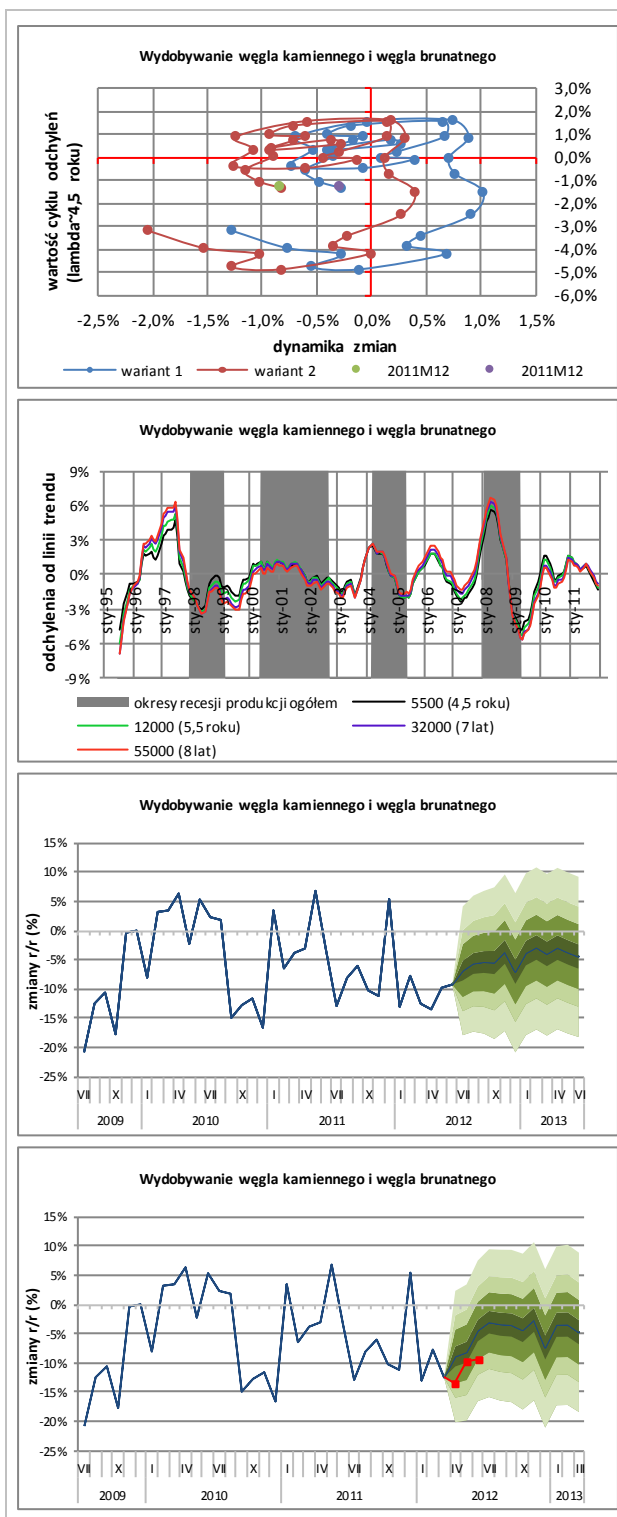 Wydobywanie węgla kamiennego i węgla brunatnego
wartość cyklu odchyleń
(lambda~4,5 roku)
3,0%
2,0%
1,0%
0,0%
-1,0%
-2,0%
-3,0%
-4,0%
-5,0%
-6,0%
-2,5% -2,0% -1,5% -1,0% -0,5% 0,0% 0,5% 1,0% 1,5%
dynamika zmian
wariant 1 wariant 2 2011M12 2011M12
Wydobywanie węgla kamiennego i węgla brunatnego
odchylenia od linii trendu
9%
6%
3%
0%
-3%
-6%
-9%
sty-95 sty-96 sty-97 sty-98 sty-99 sty-00 sty-01 sty-02 sty-03 sty-04 sty-05 sty-06 sty-07 sty-08 sty-09 sty-10 sty-11
okresy recesji produkcji ogółem 5500 (4,5 roku)
12000 (5,5 roku) 32000 (7 lat)
55000 (8 lat)
Wydobywanie węgla kamiennego i węgla brunatnego
zmiany r/r (%)
15%
10%
5%
0%
-5%
-10%
-15%
-20%
-25%
VII X I IV VII X I IV VII X I IV VII X I IV VI
2009 2010 2011 2012 2013
Wydobywanie węgla kamiennego i węgla brunatnego
zmiany r/r (%)
15%
10%
5%
0%
-5%
-10%
-15%
-20%
-25%
VII X I IV VII X I IV VII X I IV VII X I III
2009 2010 2011 2012 2013